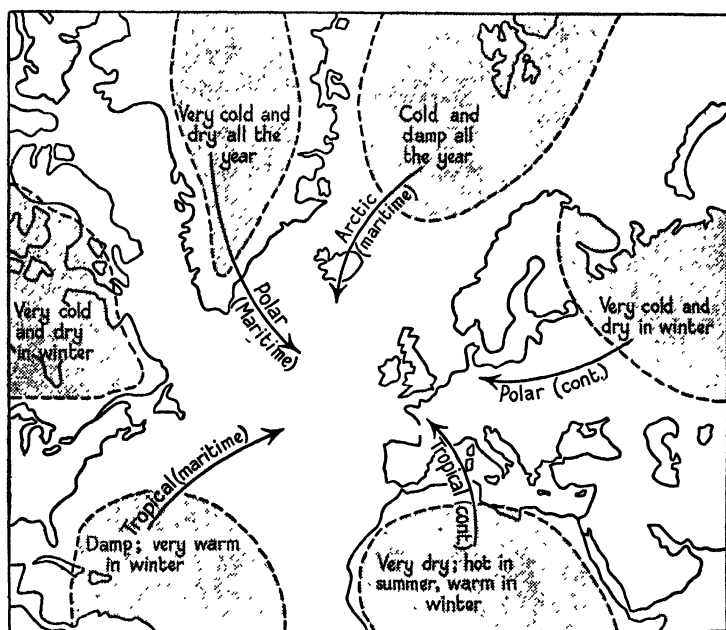 Very cold and
dry all the
year
Cold and
damp all
the year
Arctic
(maritime)
Polar
(Maritime)
Very cold
and dry
in winter
Very cold and
dry in winter
Polar (cont.)
Tropical (maritime)
Tropical (cont.)
Damp; very warm
in winter
Very dry; hot in
summer, warm in
winter